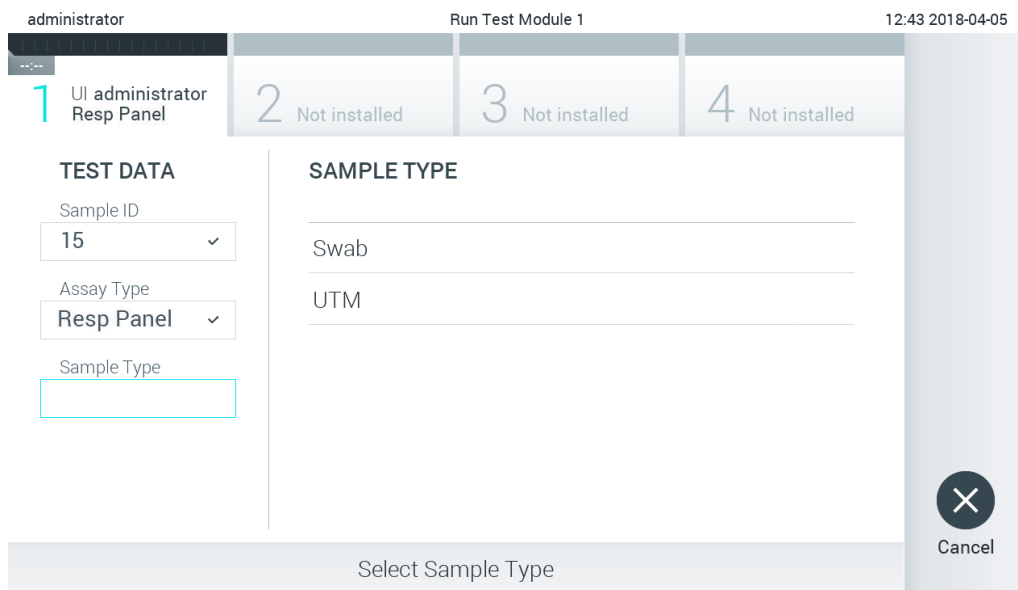 administrator
Run Test Module 1
12:43 2018-04-05
--:--
1
UI administrator
Resp Panel
2
Not installed
3
Not installed
4
Not installed
TEST DATA
Sample ID
15
Assay Type
Resp Panel
Sample Type
SAMPLE TYPE
Swab
UTM
Cancel
Select Sample Type